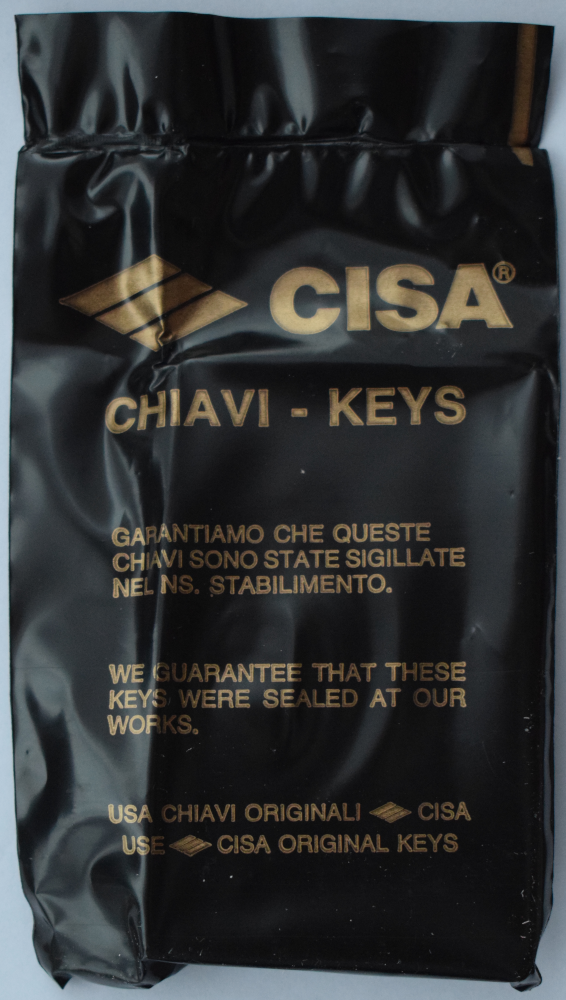 CISA®
CHIAVI - KEYS
GARANTIAMO CHE QUESTE
CHIAVI SONO STATE SIGILLATE
NEL NS. STABILIMENTO.
WE GUARANTEE THAT THESE
KEYS WERE SEALED AT OUR
WORKS.
USA CHIAVI ORIGINALI CISA
USE CISA ORIGINAL KEYS